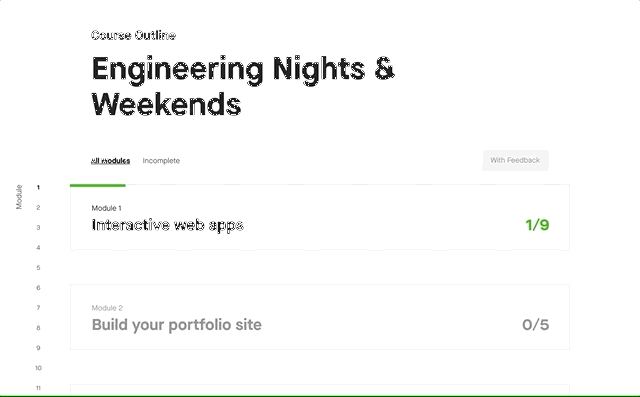 Course Outline
Engineering Nights &
Weekends
All modules Incomplete With Feedback
Module
1
2
3
4
5
6
7
8
9
10
11
Module 1
Interactive web apps 1/9
Module 2
Build your portfolio site 0/5